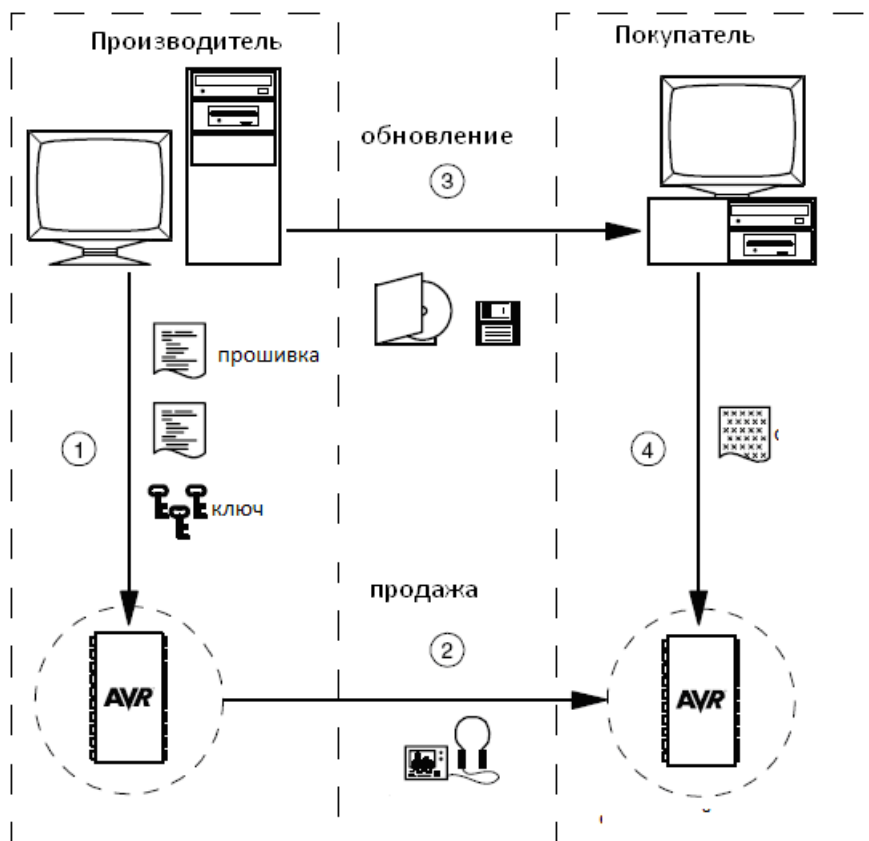 Производитель
Покупатель
обновление
3
прошивка
1
4
ключ
продажа
2
AVR
AVR